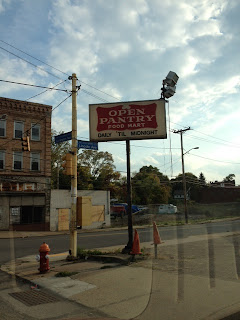 OPEN
PANTRY
FOOD MART
ONLY 'TIL MIDNIGHT